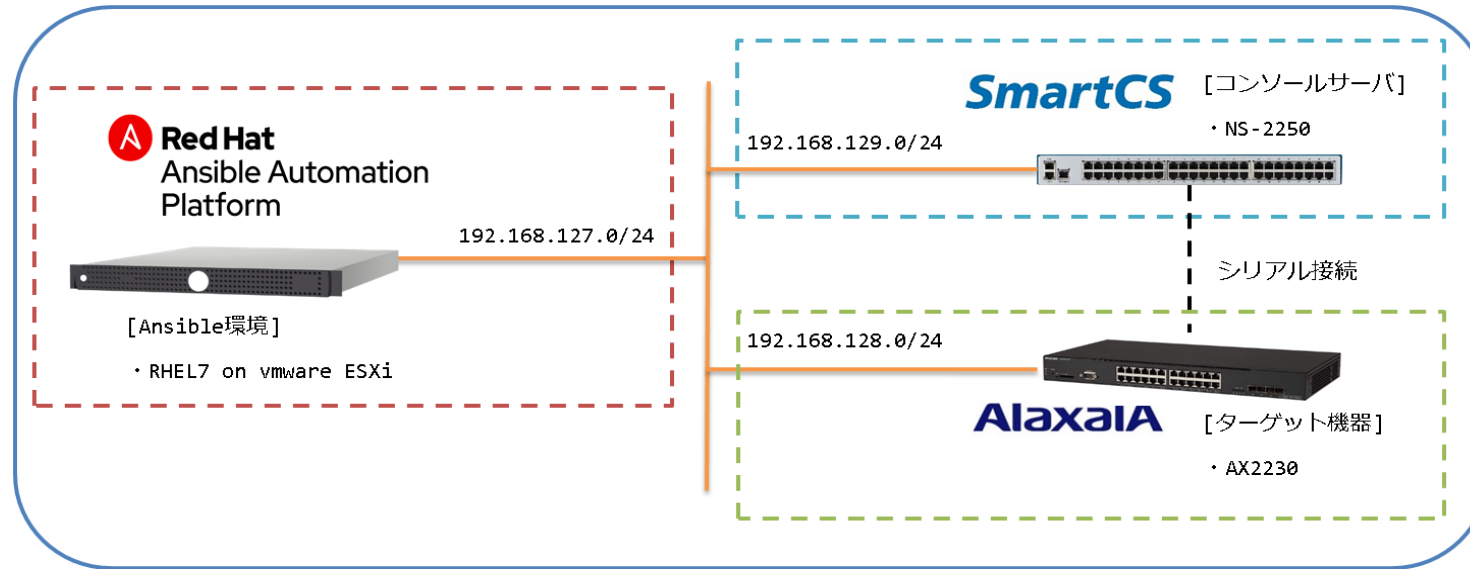 Red Hat
Ansible Automation
Platform
192.168.127.0/24
[Ansible環境]
・RHEL7 on vmware ESXi
SmartCS
[コンソールサーバ]
・NS-2250
192.168.129.0/24
シリアル接続
192.168.128.0/24
AlaxalA
[ターゲット機器]
・AX2230